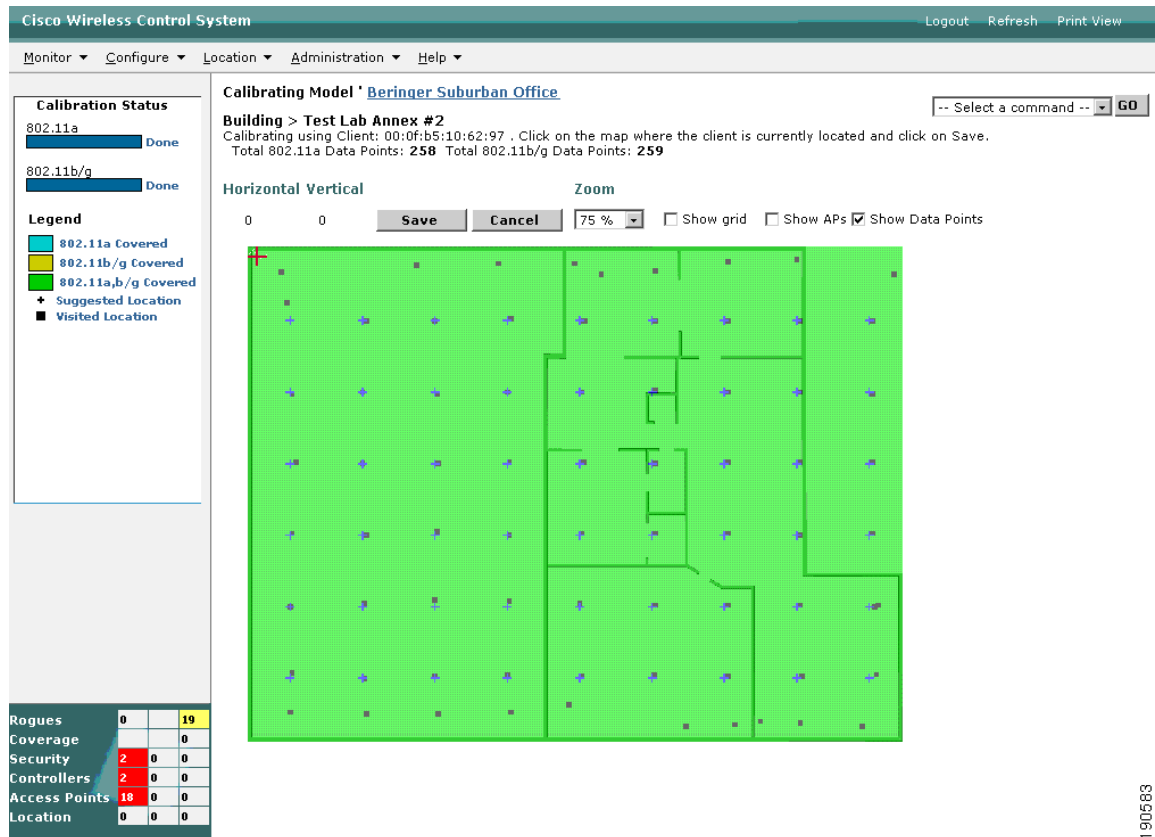 Cisco Wireless Control System
Logout Refresh Print View
Monitor Configure Location Administration Help
Calibration Status
802.11a
Done
802.11b/g
Done
Legend
802.11a Covered
802.11b/g Covered
802.11a,b/g Covered
Suggested Location
Visited Location
Calibrating Model ' Beringer Suburban Office
-- Select a command -- GO
Building > Test Lab Annex #2
Calibrating using Client: 00:0f:b5:10:62:97 . Click on the map where the client is currently located and click on Save.
Total 802.11a Data Points: 258 Total 802.11b/g Data Points: 259
Horizontal Vertical Zoom
0 0 Save Cancel 75 % Show grid Show APs Show Data Points
Rogues 0 19
Coverage 0
Security 2 0 0
Controllers 2 0 0
Access Points 18 0 0
Location 0 0 0
190583